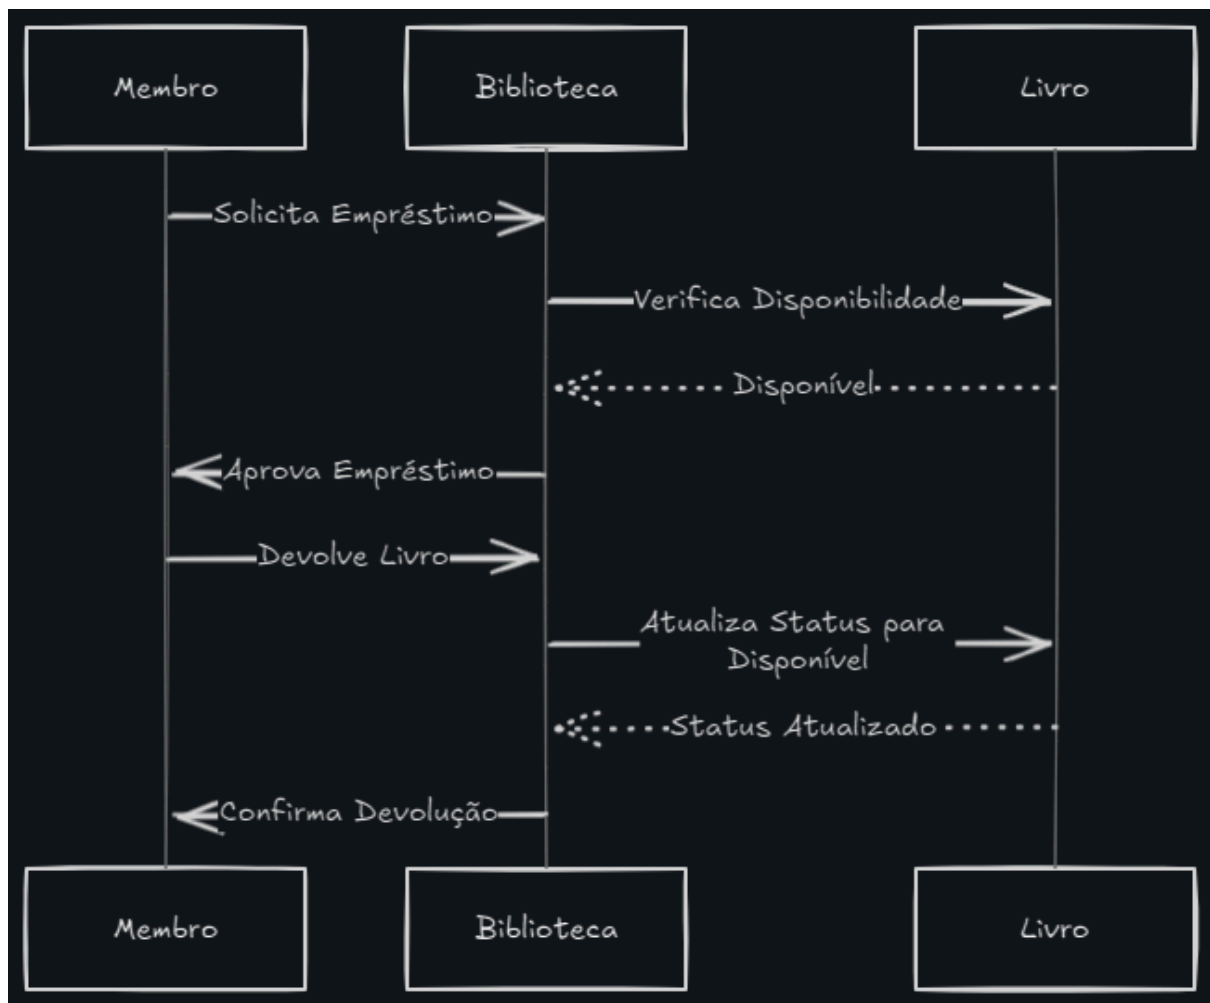 Membro
Biblioteca
Livro
Solicita Empréstimo
Verifica Disponibilidade
Disponível
Aprova Empréstimo
Devolve Livro
Atualiza Status para
Disponível
Status Atualizado
Confirma Devolução
Membro
Biblioteca
Livro